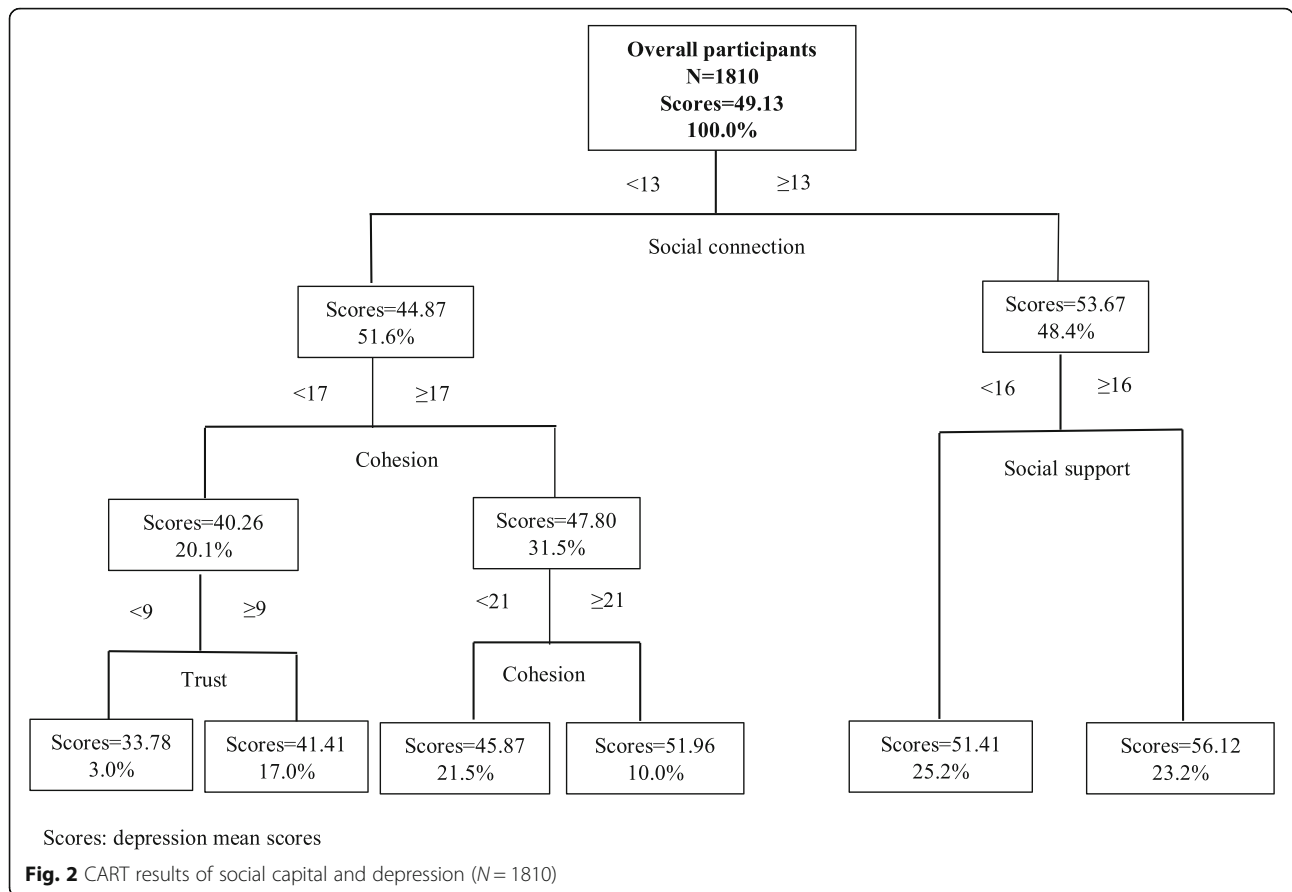 Overall participants
N=1810
Scores=49.13
100.0%
<13 ≥13
Social connection
Scores=44.87
51.6%
Scores=53.67
48.4%
<17 ≥17
<16 ≥16
Cohesion
Social support
Scores=40.26
20.1%
Scores=47.80
31.5%
<9 ≥9
<21 ≥21
Trust
Cohesion
Scores=33.78
3.0%
Scores=41.41
17.0%
Scores=45.87
21.5%
Scores=51.96
10.0%
Scores=51.41
25.2%
Scores=56.12
23.2%
Scores: depression mean scores
Fig. 2 CART results of social capital and depression (N = 1810)